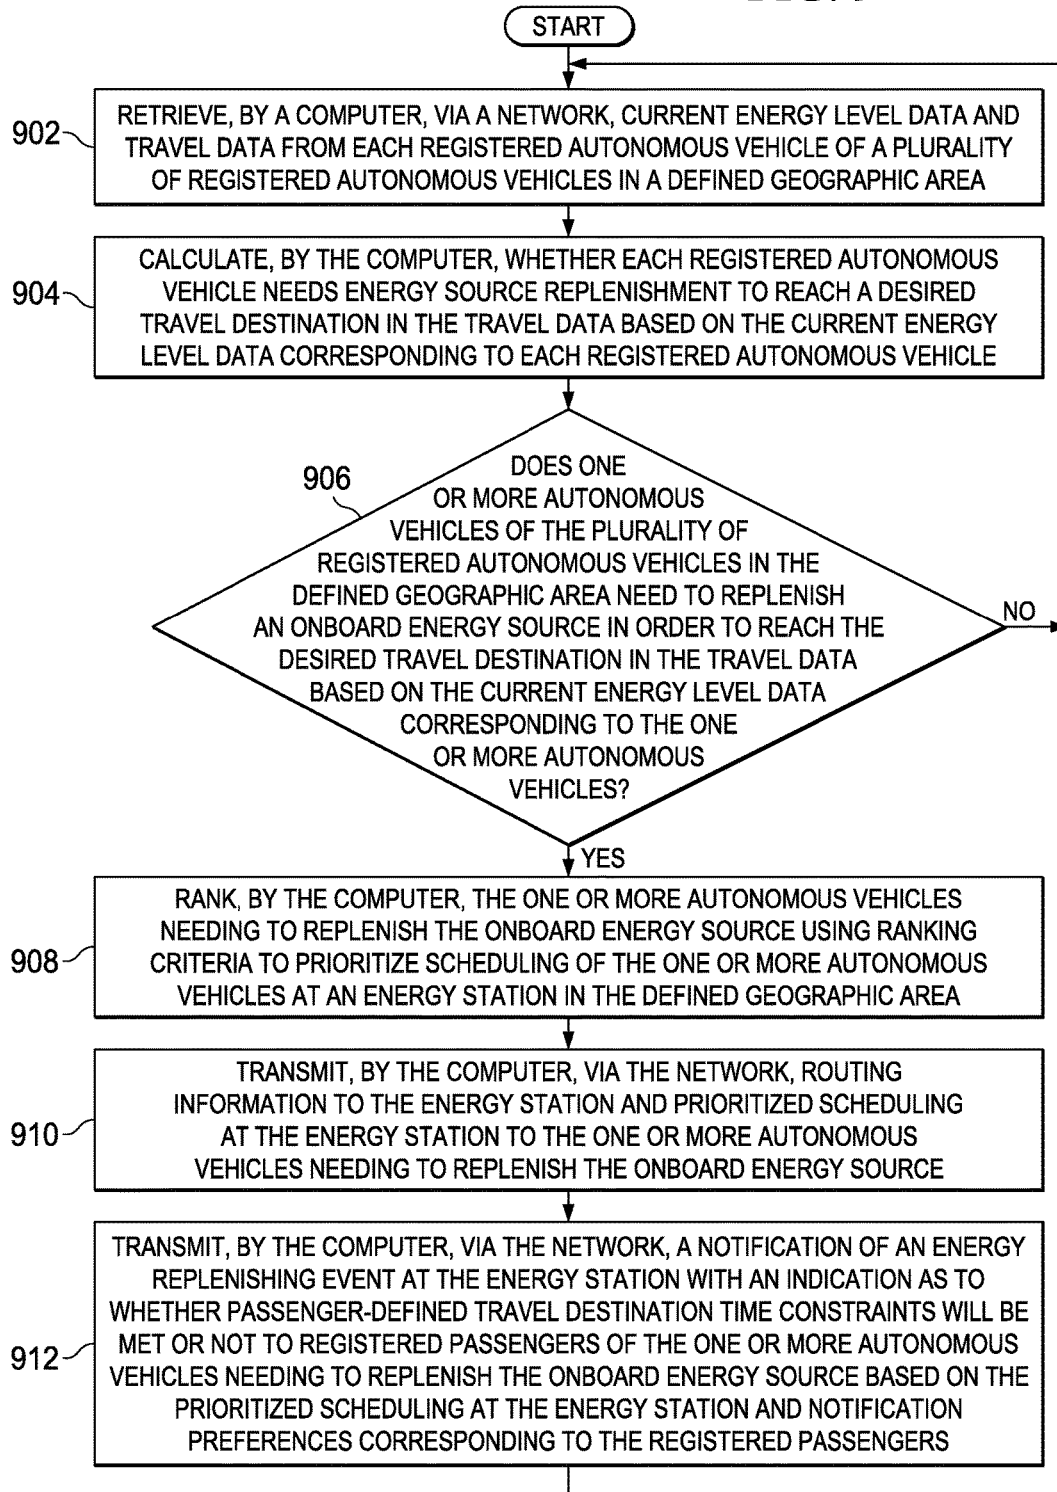 START
902
RETRIEVE, BY A COMPUTER, VIA A NETWORK, CURRENT ENERGY LEVEL DATA AND
TRAVEL DATA FROM EACH REGISTERED AUTONOMOUS VEHICLE OF A PLURALITY
OF REGISTERED AUTONOMOUS VEHICLES IN A DEFINED GEOGRAPHIC AREA
904
CALCULATE, BY THE COMPUTER, WHETHER EACH REGISTERED AUTONOMOUS
VEHICLE NEEDS ENERGY SOURCE REPLENISHMENT TO REACH A DESIRED
TRAVEL DESTINATION IN THE TRAVEL DATA BASED ON THE CURRENT ENERGY
LEVEL DATA CORRESPONDING TO EACH REGISTERED AUTONOMOUS VEHICLE
906
DOES ONE
OR MORE AUTONOMOUS
VEHICLES OF THE PLURALITY OF
REGISTERED AUTONOMOUS VEHICLES IN THE
DEFINED GEOGRAPHIC AREA NEED TO REPLENISH
AN ONBOARD ENERGY SOURCE IN ORDER TO REACH THE
DESIRED TRAVEL DESTINATION IN THE TRAVEL DATA
BASED ON THE CURRENT ENERGY LEVEL DATA
CORRESPONDING TO THE ONE
OR MORE AUTONOMOUS
VEHICLES?
NO
YES
908
RANK, BY THE COMPUTER, THE ONE OR MORE AUTONOMOUS VEHICLES
NEEDING TO REPLENISH THE ONBOARD ENERGY SOURCE USING RANKING
CRITERIA TO PRIORITIZE SCHEDULING OF THE ONE OR MORE AUTONOMOUS
VEHICLES AT AN ENERGY STATION IN THE DEFINED GEOGRAPHIC AREA
910
TRANSMIT, BY THE COMPUTER, VIA THE NETWORK, ROUTING
INFORMATION TO THE ENERGY STATION AND PRIORITIZED SCHEDULING
AT THE ENERGY STATION TO THE ONE OR MORE AUTONOMOUS
VEHICLES NEEDING TO REPLENISH THE ONBOARD ENERGY SOURCE
912
TRANSMIT, BY THE COMPUTER, VIA THE NETWORK, A NOTIFICATION OF AN ENERGY
REPLENISHING EVENT AT THE ENERGY STATION WITH AN INDICATION AS TO
WHETHER PASSENGER-DEFINED TRAVEL DESTINATION TIME CONSTRAINTS WILL BE
MET OR NOT TO REGISTERED PASSENGERS OF THE ONE OR MORE AUTONOMOUS
VEHICLES NEEDING TO REPLENISH THE ONBOARD ENERGY SOURCE BASED ON THE
PRIORITIZED SCHEDULING AT THE ENERGY STATION AND NOTIFICATION
PREFERENCES CORRESPONDING TO THE REGISTERED PASSENGERS